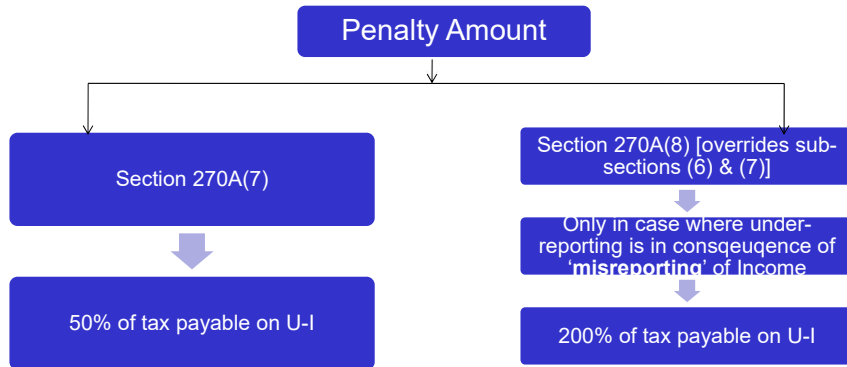 Penalty Amount
Section 270A(7)
50% of tax payable on U-I
Section 270A(8) [overrides sub-
sections (6) & (7)]
Only in case where under-
reporting is in consqeuqence of
‘misreporting’ of Income
200% of tax payable on U-I